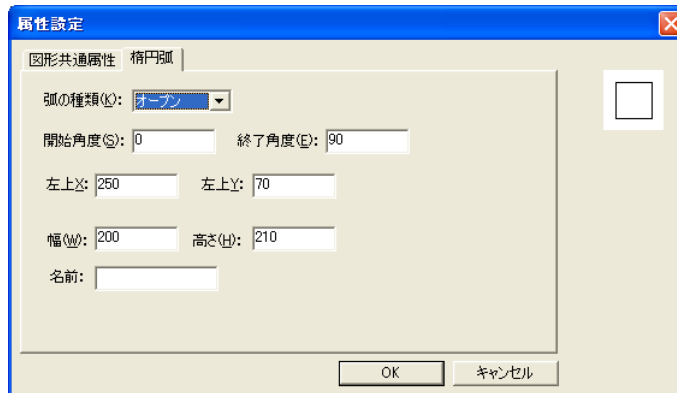 属性設定
図形共通属性 楕円弧
弧の種類(K): オープン
開始角度(S): 0 終了角度(E): 90
左上X: 250 左上Y: 70
幅(W): 200 高さ(H): 210
名前:
OK キャンセル